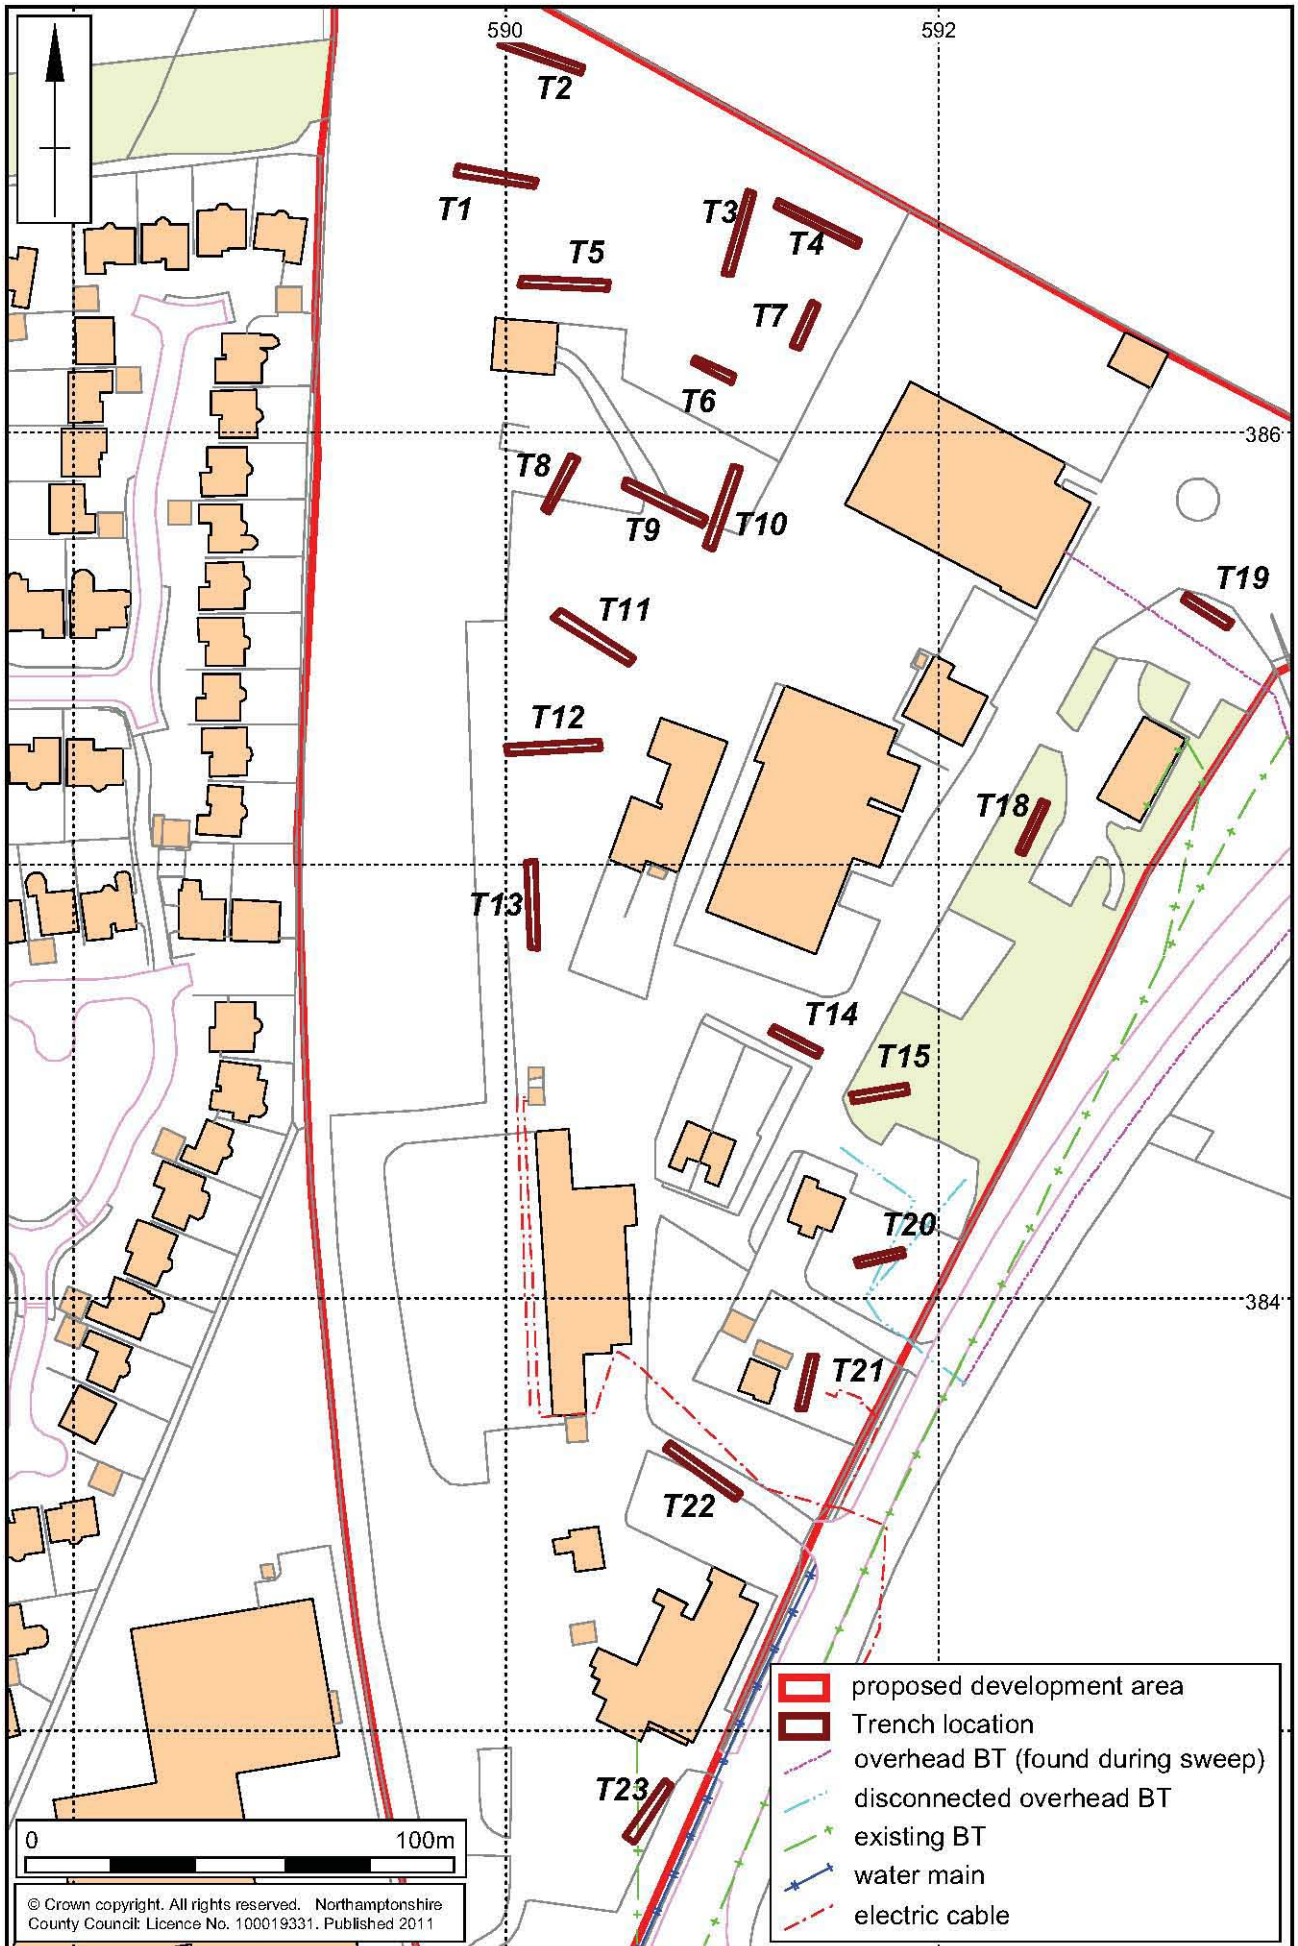 590
592
T2
T1
T3
T4
T5
T7
T6
386
T8
T9
T10
T19
T11
T12
T18
T13
T14
T15
T20
384
T21
T22
T23
proposed development area
Trench location
overhead BT (found during sweep)
disconnected overhead BT
existing BT
water main
electric cable
0 100m
© Crown copyright. All rights reserved. Northamptonshire
County Council: Licence No. 100019331. Published 2011